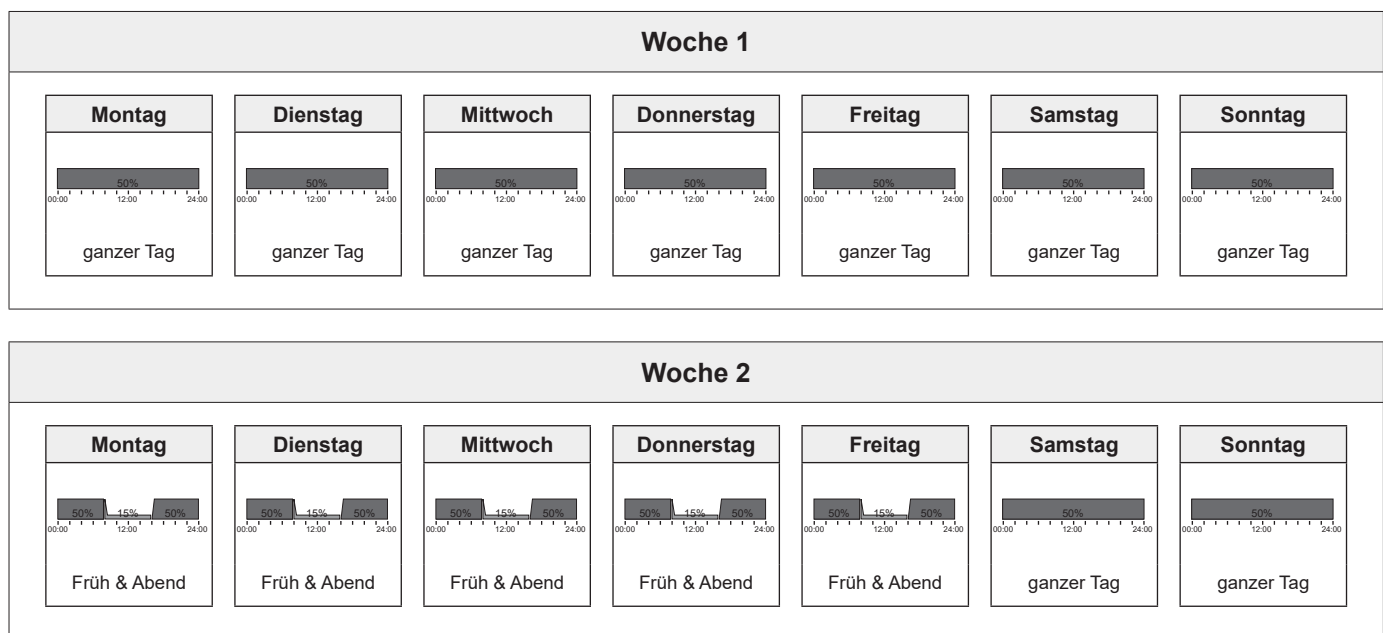 Woche 1
Montag Dienstag Mittwoch Donnerstag Freitag Samstag Sonntag
50% 50% 50% 50% 50% 50% 50%
00:00 12:00 24:00 00:00 12:00 24:00 00:00 12:00 24:00 00:00 12:00 24:00 00:00 12:00 24:00 00:00 12:00 24:00 00:00 12:00 24:00
ganzer Tag ganzer Tag ganzer Tag ganzer Tag ganzer Tag ganzer Tag ganzer Tag
Woche 2
Montag Dienstag Mittwoch Donnerstag Freitag Samstag Sonntag
50% 15% 50% 50% 15% 50% 50% 15% 50% 50% 15% 50% 50% 15% 50% 50% 50%
00:00 12:00 24:00 00:00 12:00 24:00 00:00 12:00 24:00 00:00 12:00 24:00 00:00 12:00 24:00 00:00 12:00 24:00 00:00 12:00 24:00
Früh & Abend Früh & Abend Früh & Abend Früh & Abend Früh & Abend ganzer Tag ganzer Tag